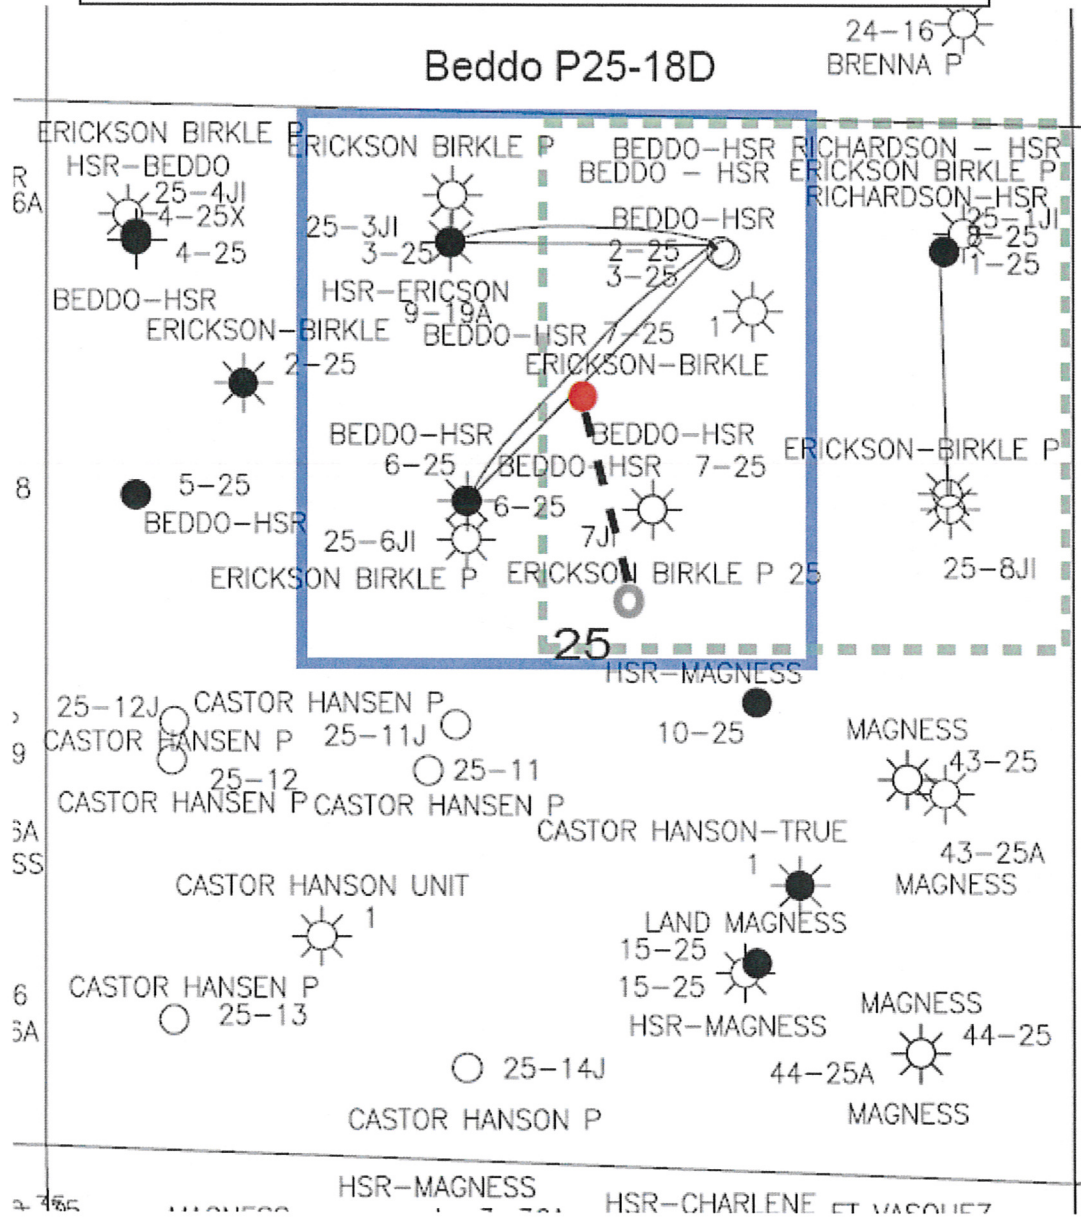 24-16
BRENNA P
Beddo P25-18D
ERICKSON BIRKLE P
HSR-BEDDO
25-4JI
4-25X
4-25
BEDDO-HSR
ERICKSON BIRKLE P
25-3JI
3-25
HSR-ERICSON
9-19A
BEDDO-HSR RICHARDSON - HSR
BEDDO - HSR ERICKSON BIRKLE P
RICHARDSON-HSR
BEDDO-HSR
2-25
3-25
25-1JI
1-25
R
6A
BEDDO-HSR 7-25
1
ERICKSON-BIRKLE
ERICKSON-BIRKLE
2-25
BEDDO-HSR
6-25
BEDDO-HSR
7-25
BEDDO-HSR
6-25
ERICKSON-BIRKLE P
8
5-25
BEDDO-HSR
25-6JI
ERICKSON BIRKLE P
7JI
ERICKSON BIRKLE P 25
25-8JI
25
HSR-MAGNESS
10-25
25-12J
CASTOR HANSEN P
CASTOR HANSEN P
25-11J
9
25-12
25-11
CASTOR HANSEN P
CASTOR HANSEN P
MAGNESS
43-25
43-25A
MAGNESS
CASTOR HANSON-TRUE
1
CASTOR HANSON UNIT
1
LAND MAGNESS
15-25
15-25
HSR-MAGNESS
CASTOR HANSEN P
25-13
6
MAGNESS
44-25
44-25A
MAGNESS
25-14J
CASTOR HANSON P
HSR-MAGNESS
HSR-CHARLENE